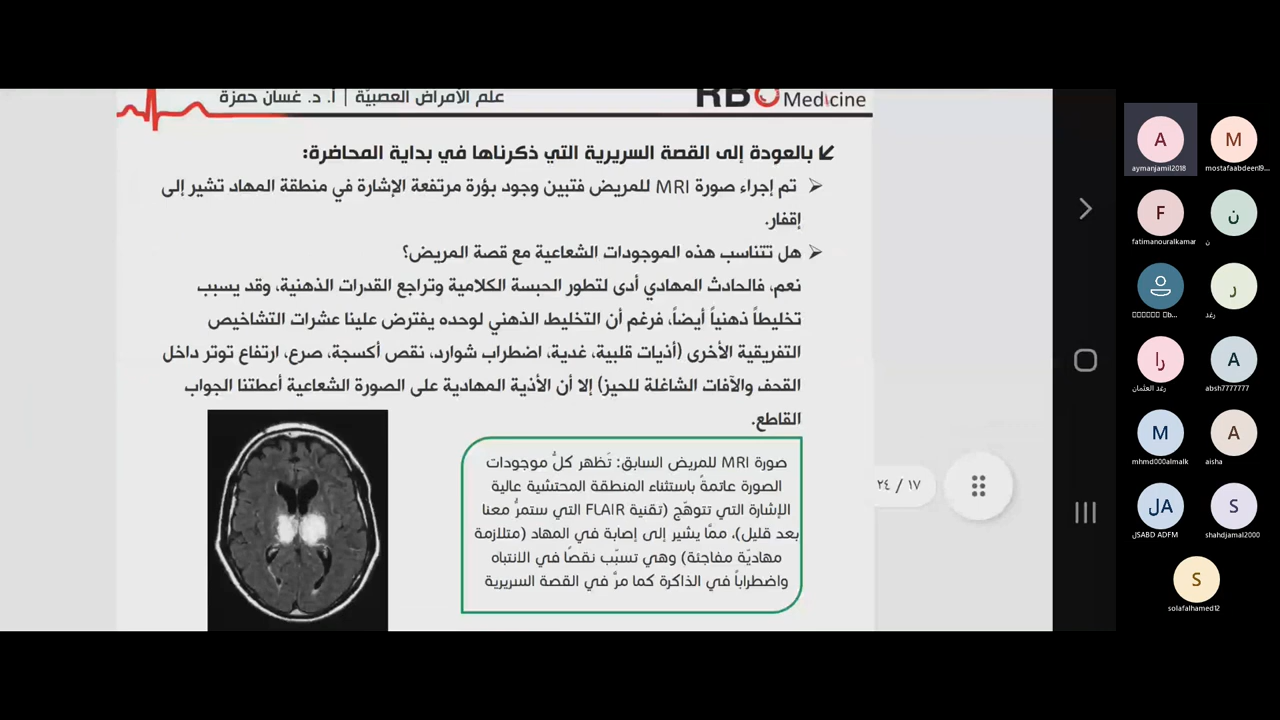 علم الأمراض العصبيّة | أ. د. غسان حمزة
RBO Medicine
بالعودة إلى القصة السريرية التي ذكرناها في بداية المحاضرة:
تم إجراء صورة MRI للمريض فتبين وجود بؤرة مرتفعة الإشارة في منطقة المهاد تشير إلى
إقفار.
هل تتناسب هذه الموجودات الشعاعية مع قصة المريض؟
نعم، فالحادث المهادي أدى لتطور الحبسة الكلامية وتراجع القدرات الذهنية، وقد يسبب
تخليطاً ذهنياً أيضاً، فرغم أن التخليط الذهني لوحده يفترض علينا عشرات التشاخيص
التفريقية الأخرى (أذيات قلبية، غدية، اضطراب شوارد، نقص أكسجة، صرع، ارتفاع توتر داخل
القحف والآفات الشاغلة للحيز) إلا أن الأذية المهادية على الصورة الشعاعية أعطتنا الجواب
القاطع.
صورة MRI للمريض السابق: تَظهر كلُّ موجودات
الصورة عاتمةً باستثناء المنطقة المحتشية عالية
الإشارة التي تتوهّج (تقنية FLAIR التي ستمرُّ معنا
بعد قليل)، ممَّا يشير إلى إصابة في المهاد (متلازمة
مهاديّة مفاجئة) وهي تسبّب نقصًا في الانتباه
واضطراباً في الذاكرة كما مرَّ في القصة السريرية
١٧ / ٢٤
A
aymanjamil2018
M
mostafaabdeenl9...
F
fatimanouralkamar
ن
ن
ر
رغد
را
رغد العثمان
A
absh7777777
M
mhmd000almalk
A
aisha
لA
لSABD ADFM
S
shahdjamal2000
S
solafalhamed12